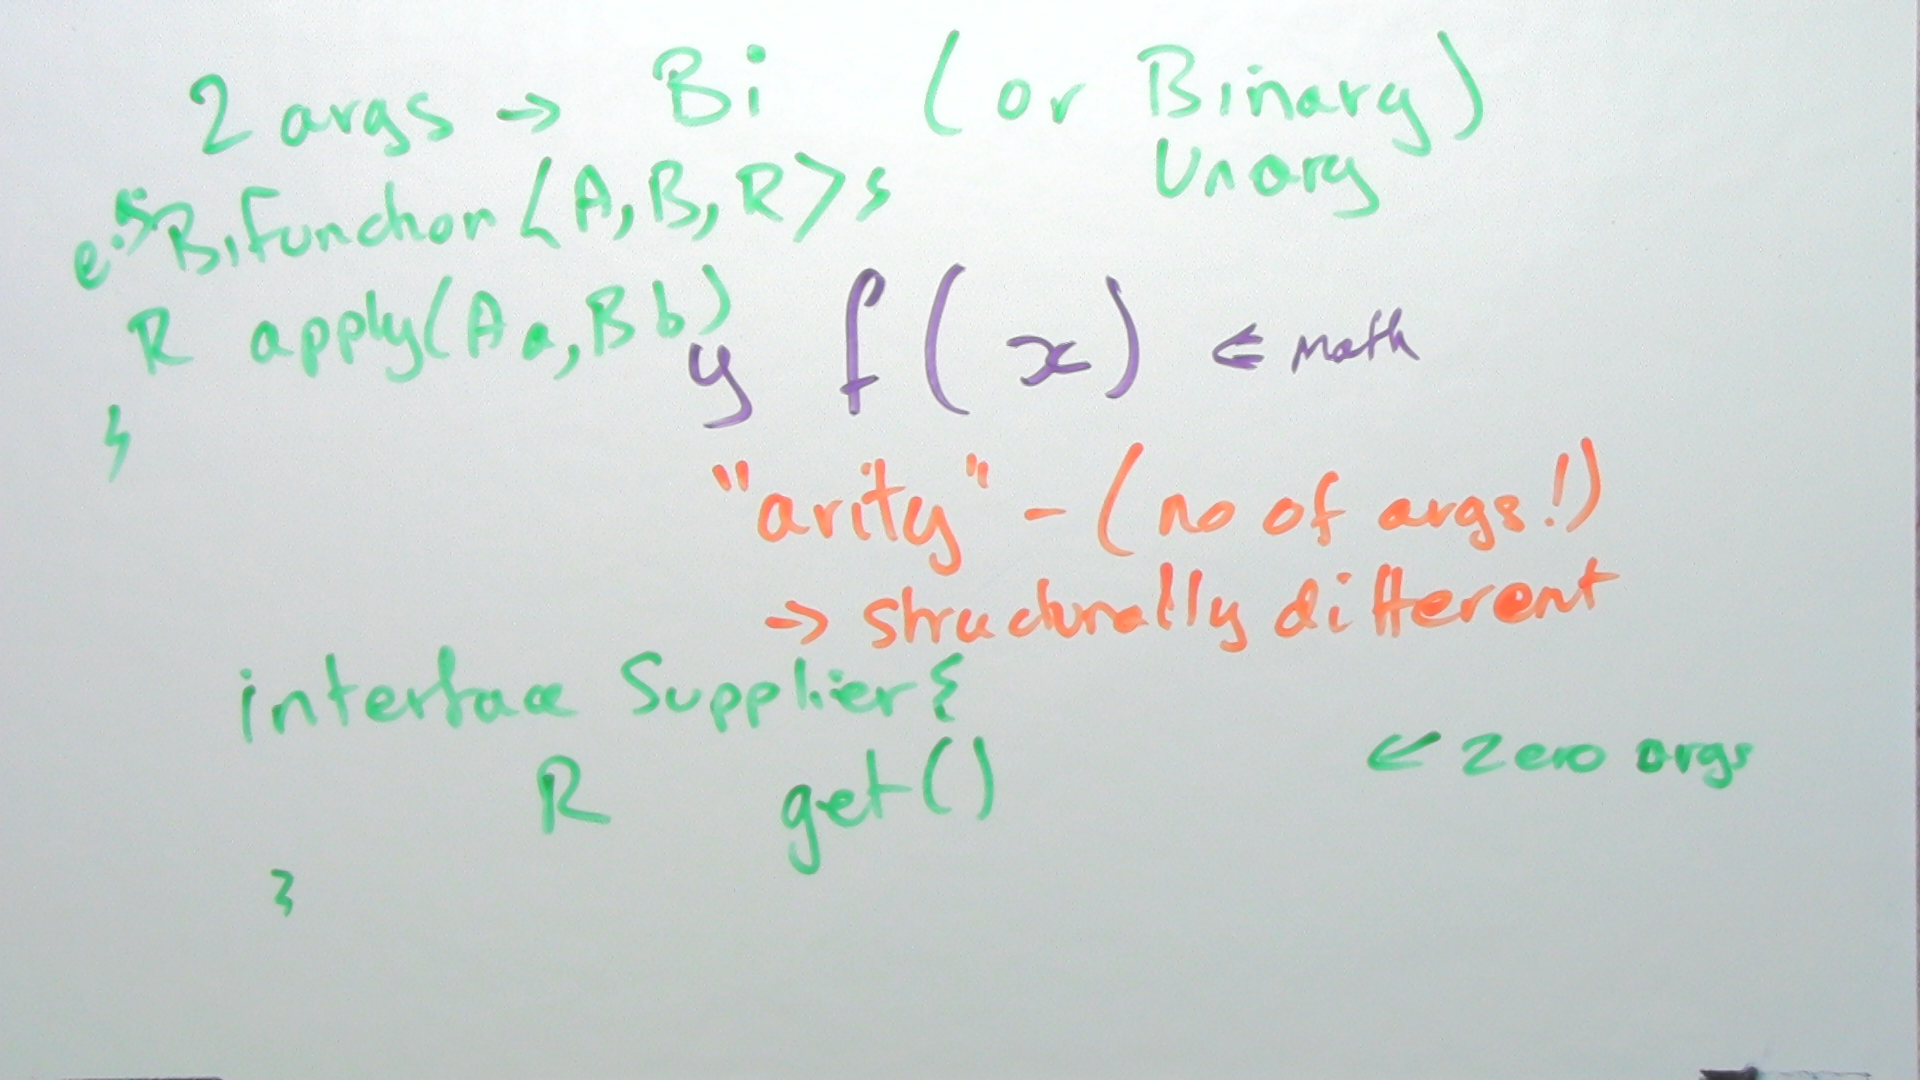 2 args → Bi (or Binary)
Unary
e.g. Bifunction<A, B, R>{
R apply(A a, B b)
}
y f(x) ⇐ math
"arity" - (no of args!)
→ structurally different
interface Supplier{
R get()
← zero args
}